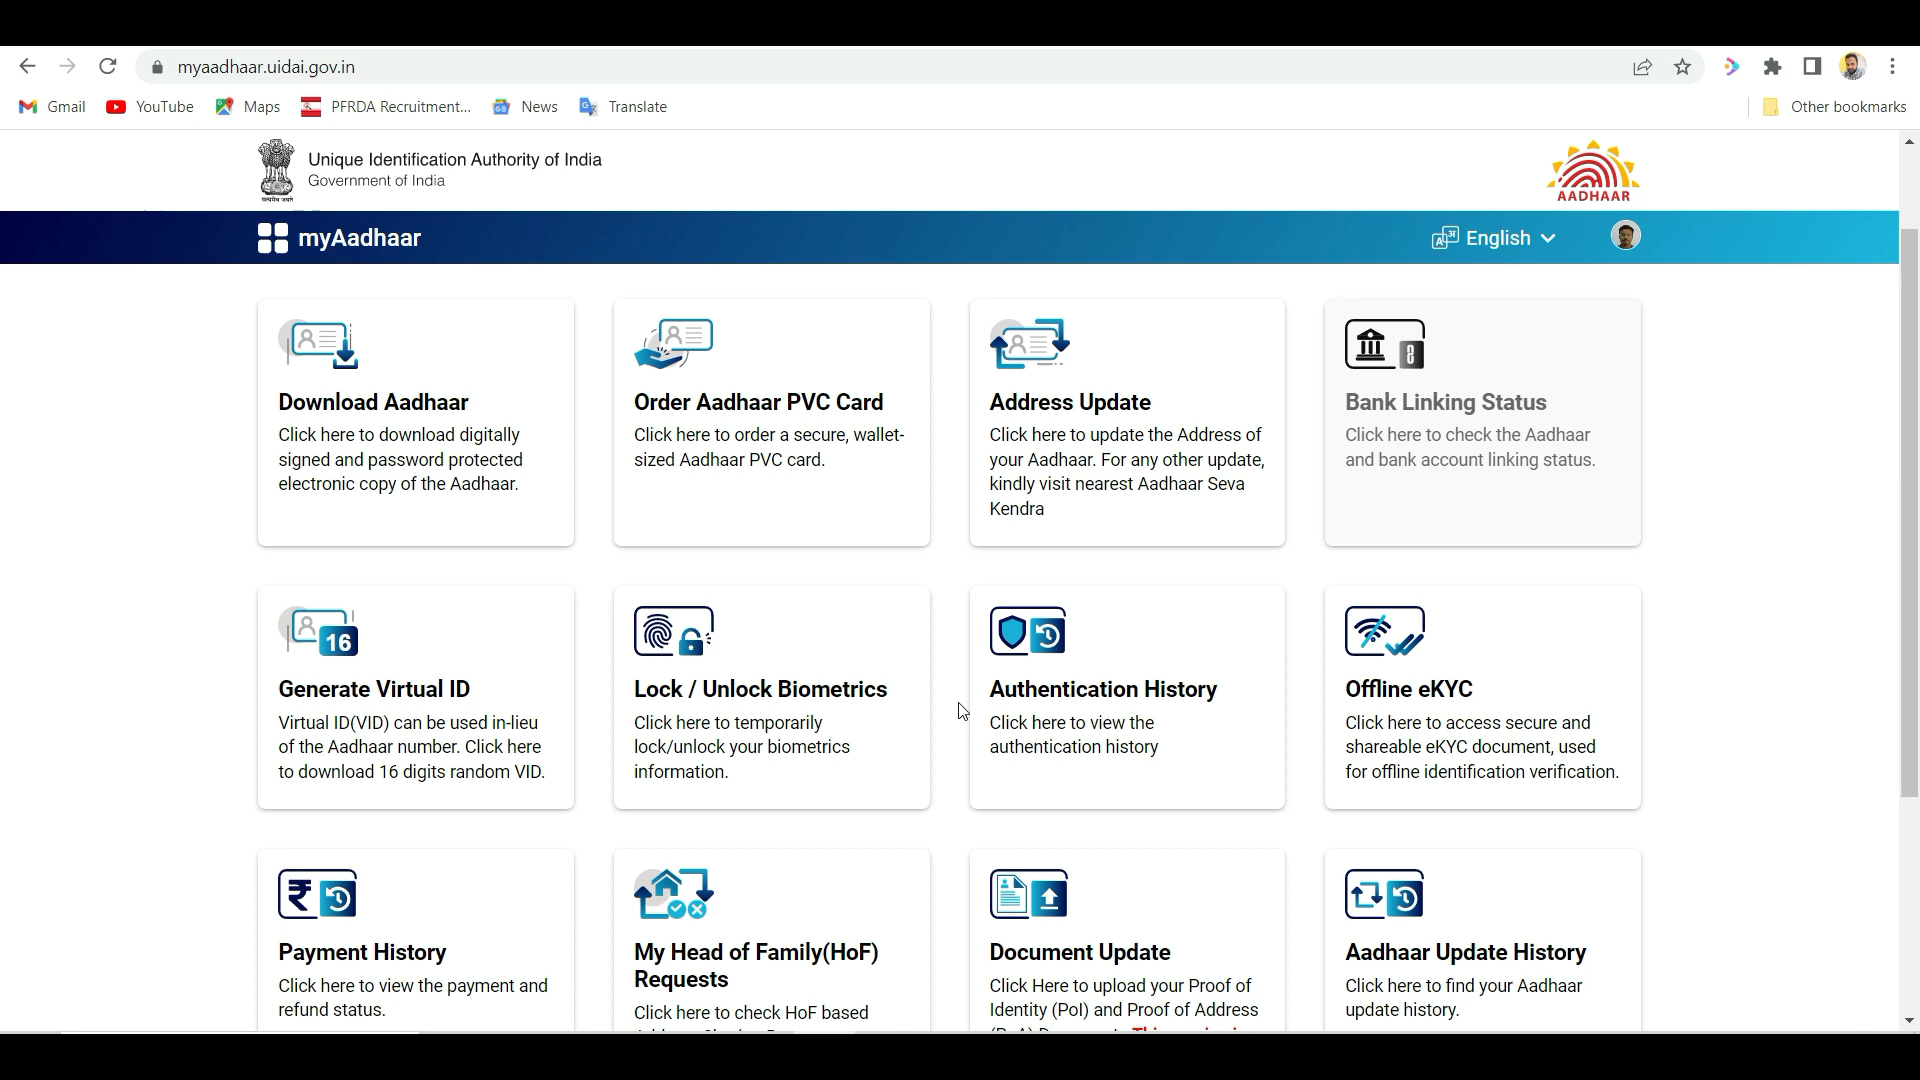 myaadhaar.uidai.gov.in
Gmail YouTube Maps PFRDA Recruitment... News Translate Other bookmarks
सत्यमेव जयते
Unique Identification Authority of India
Government of India
AADHAAR
myAadhaar
English
Download Aadhaar
Click here to download digitally
signed and password protected
electronic copy of the Aadhaar.
Order Aadhaar PVC Card
Click here to order a secure, wallet-
sized Aadhaar PVC card.
Address Update
Click here to update the Address of
your Aadhaar. For any other update,
kindly visit nearest Aadhaar Seva
Kendra
Bank Linking Status
Click here to check the Aadhaar
and bank account linking status.
16
Generate Virtual ID
Virtual ID(VID) can be used in-lieu
of the Aadhaar number. Click here
to download 16 digits random VID.
Lock / Unlock Biometrics
Click here to temporarily
lock/unlock your biometrics
information.
Authentication History
Click here to view the
authentication history
Offline eKYC
Click here to access secure and
shareable eKYC document, used
for offline identification verification.
₹
Payment History
Click here to view the payment and
refund status.
My Head of Family(HoF)
Requests
Click here to check HoF based
Document Update
Click Here to upload your Proof of
Identity (PoI) and Proof of Address
Aadhaar Update History
Click here to find your Aadhaar
update history.